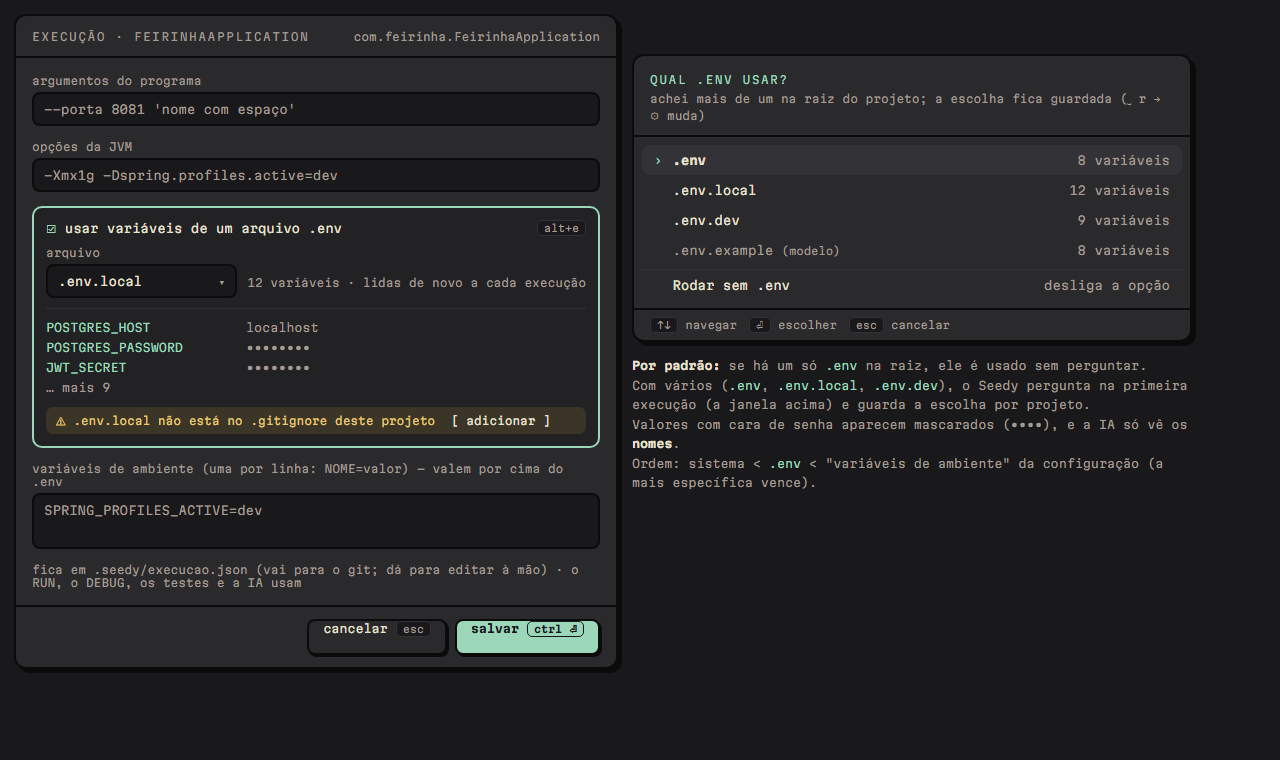 EXECUÇÃO · FEIRINHAAPPLICATION com.feirinha.FeirinhaApplication
argumentos do programa
--porta 8081 'nome com espaço'
opções da JVM
-Xmx1g -Dspring.profiles.active=dev
☑ usar variáveis de um arquivo .env alt+e
arquivo
.env.local ▾ 12 variáveis · lidas de novo a cada execução
POSTGRES_HOST localhost
POSTGRES_PASSWORD ••••••••
JWT_SECRET ••••••••
… mais 9
⚠ .env.local não está no .gitignore deste projeto [ adicionar ]
variáveis de ambiente (uma por linha: NOME=valor) — valem por cima do
.env
SPRING_PROFILES_ACTIVE=dev
fica em .seedy/execucao.json (vai para o git; dá para editar à mão) · o
RUN, o DEBUG, os testes e a IA usam
cancelar esc salvar ctrl ⏎
QUAL .ENV USAR?
achei mais de um na raiz do projeto; a escolha fica guardada (␣ r →
⊙ muda)
› .env 8 variáveis
.env.local 12 variáveis
.env.dev 9 variáveis
.env.example (modelo) 8 variáveis
Rodar sem .env desliga a opção
↑↓ navegar ⏎ escolher esc cancelar
Por padrão: se há um só .env na raiz, ele é usado sem perguntar.
Com vários (.env, .env.local, .env.dev), o Seedy pergunta na primeira
execução (a janela acima) e guarda a escolha por projeto.
Valores com cara de senha aparecem mascarados (••••), e a IA só vê os
nomes.
Ordem: sistema < .env < "variáveis de ambiente" da configuração (a
mais específica vence).